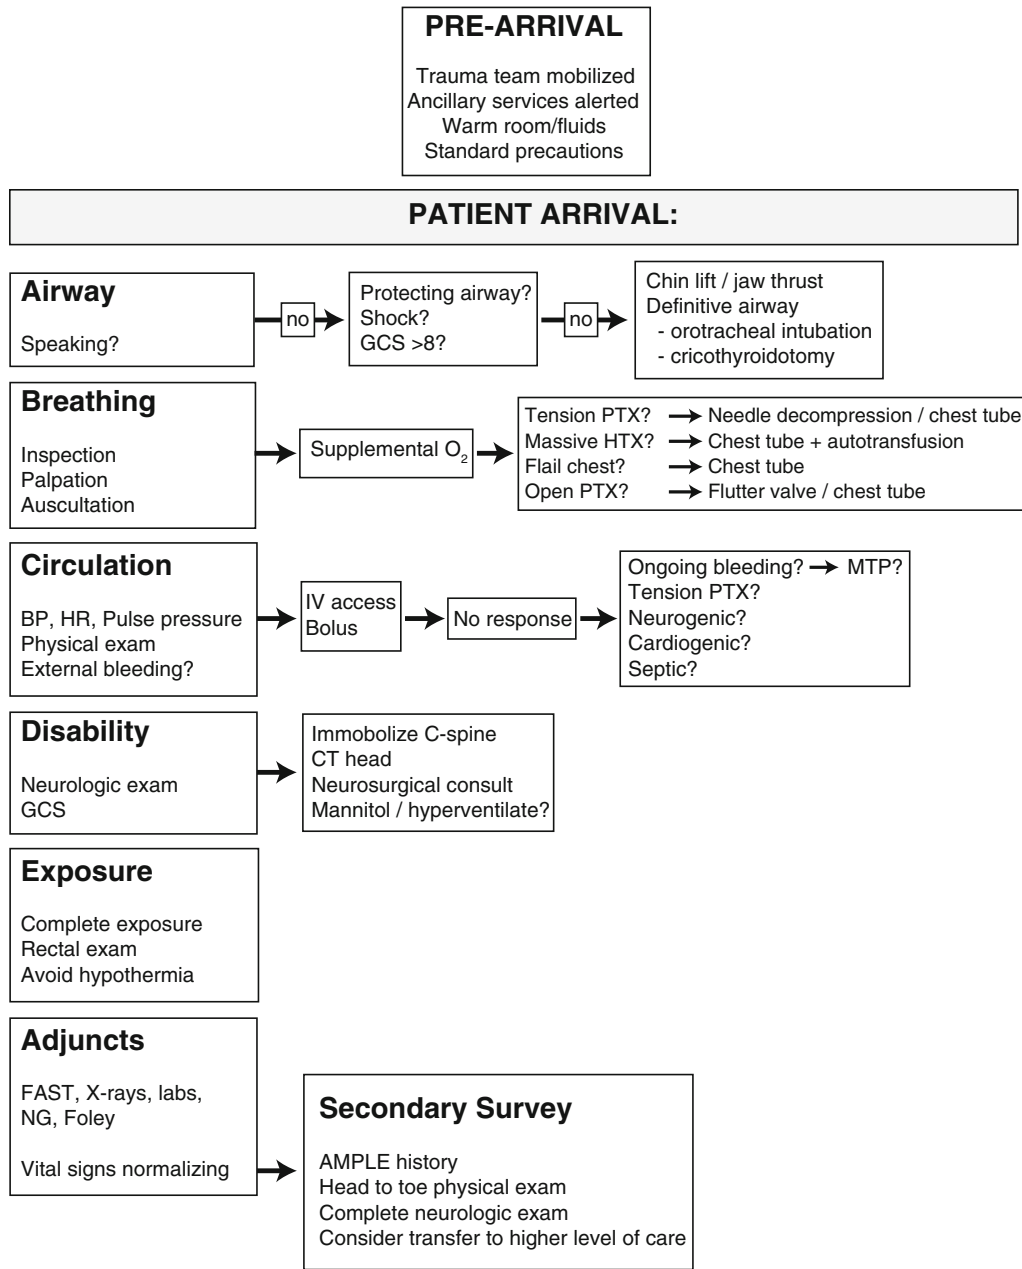 PRE-ARRIVAL
Trauma team mobilized
Ancillary services alerted
Warm room/fluids
Standard precautions
PATIENT ARRIVAL:
Airway
Speaking?
no
Protecting airway?
Shock?
GCS >8?
no
Chin lift / jaw thrust
Definitive airway
- orotracheal intubation
- cricothyroidotomy
Breathing
Inspection
Palpation
Auscultation
Supplemental O2
Tension PTX? → Needle decompression / chest tube
Massive HTX? → Chest tube + autotransfusion
Flail chest? → Chest tube
Open PTX? → Flutter valve / chest tube
Circulation
BP, HR, Pulse pressure
Physical exam
External bleeding?
IV access
Bolus
No response
Ongoing bleeding? → MTP?
Tension PTX?
Neurogenic?
Cardiogenic?
Septic?
Disability
Neurologic exam
GCS
Immobolize C-spine
CT head
Neurosurgical consult
Mannitol / hyperventilate?
Exposure
Complete exposure
Rectal exam
Avoid hypothermia
Adjuncts
FAST, X-rays, labs,
NG, Foley
Vital signs normalizing
Secondary Survey
AMPLE history
Head to toe physical exam
Complete neurologic exam
Consider transfer to higher level of care